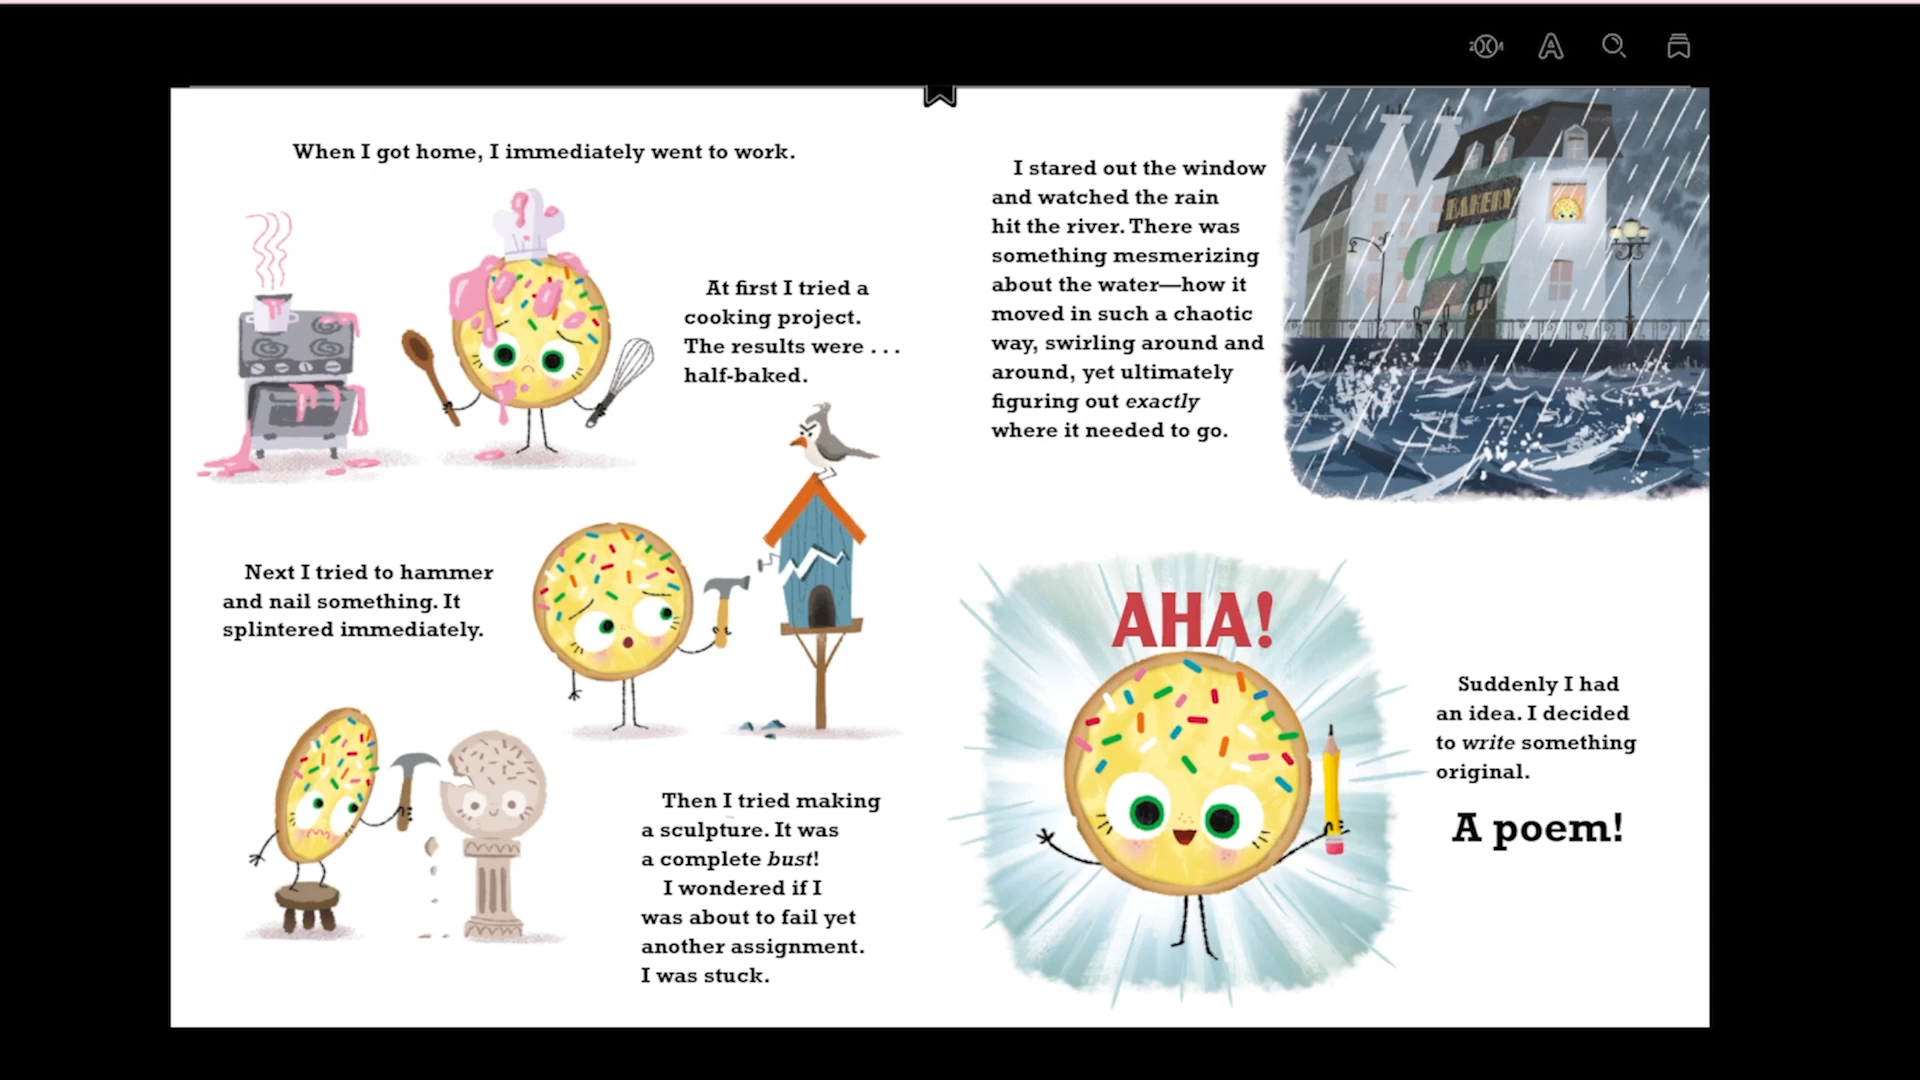 When I got home, I immediately went to work.
At first I tried a
cooking project.
The results were . . .
half-baked.
Next I tried to hammer
and nail something. It
splintered immediately.
Then I tried making
a sculpture. It was
a complete bust!
I wondered if I
was about to fail yet
another assignment.
I was stuck.
I stared out the window
and watched the rain
hit the river. There was
something mesmerizing
about the water—how it
moved in such a chaotic
way, swirling around and
around, yet ultimately
figuring out exactly
where it needed to go.
BAKERY
AHA!
Suddenly I had
an idea. I decided
to write something
original.
A poem!